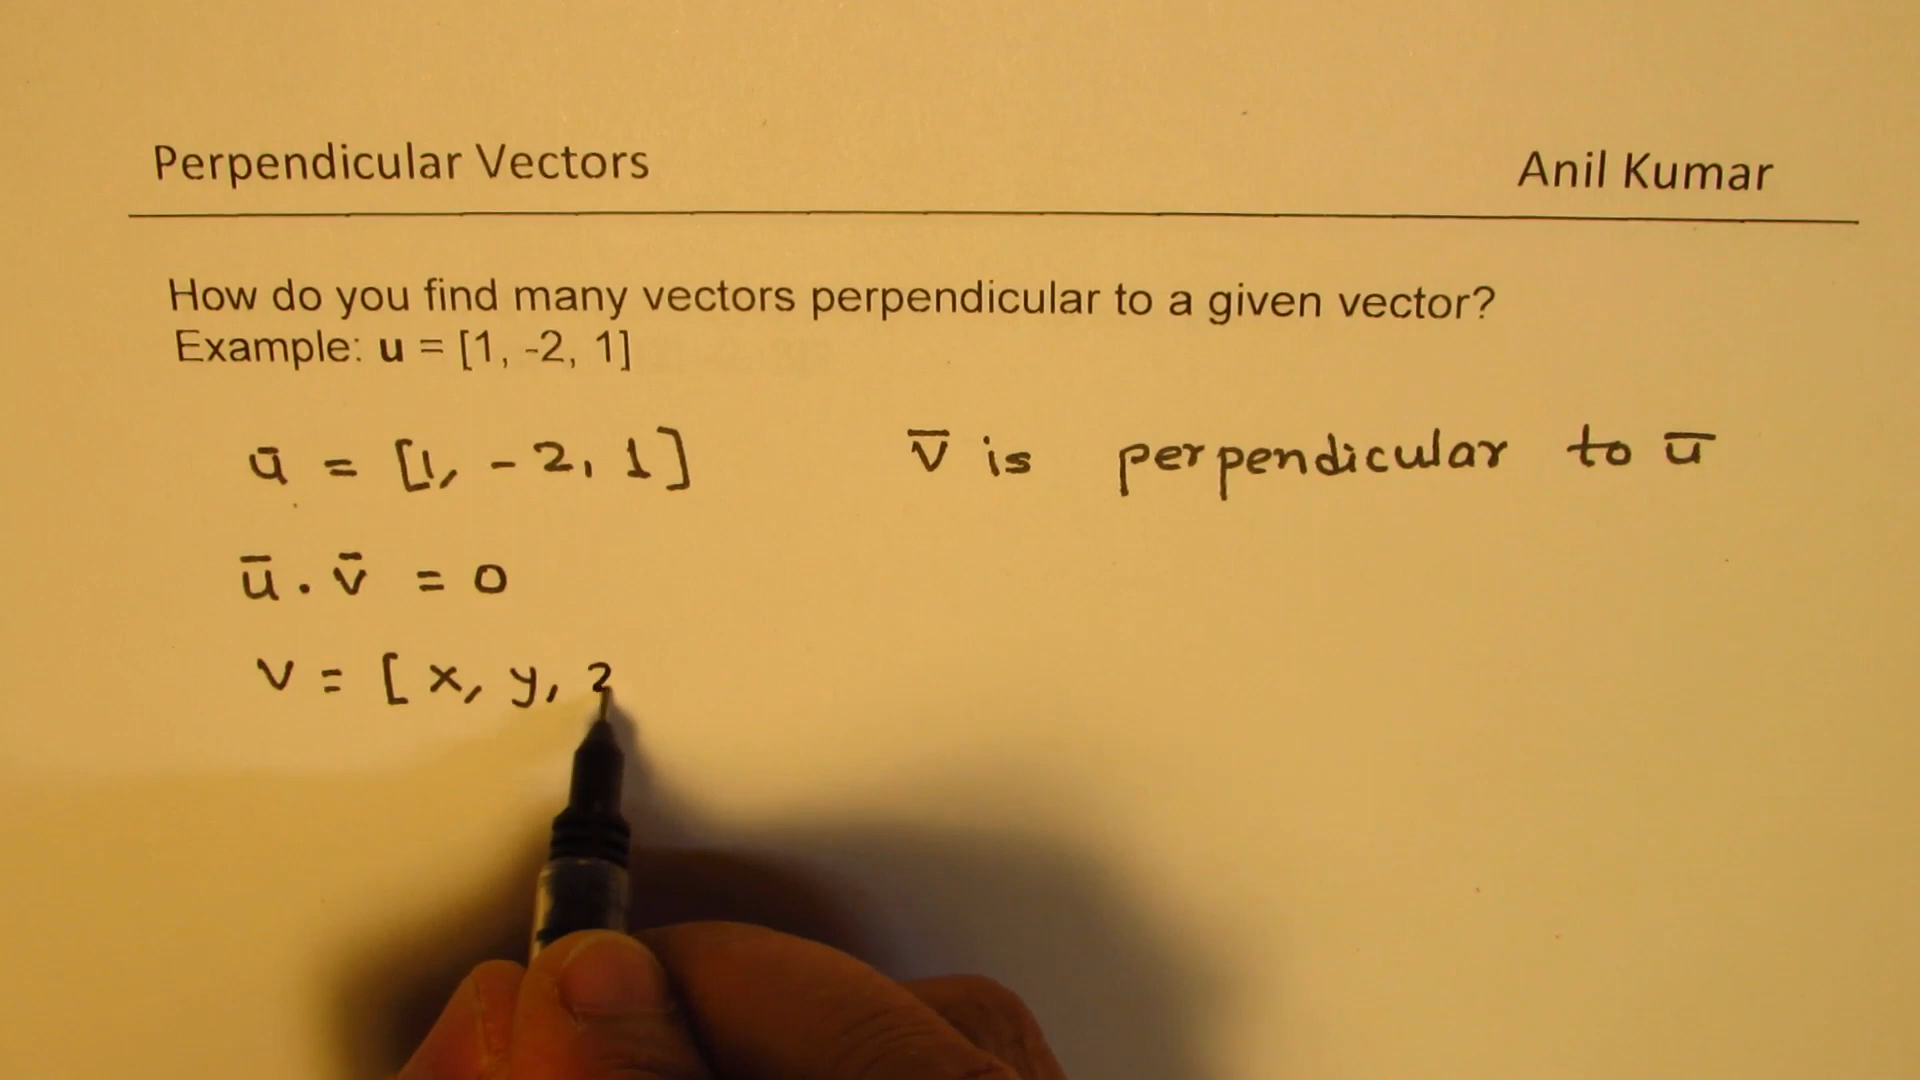 Perpendicular Vectors Anil Kumar
How do you find many vectors perpendicular to a given vector?
Example: u = [1, -2, 1]
ū = [1, -2, 1] v̄ is perpendicular to ū
ū . v̄ = 0
v = [ x, y,